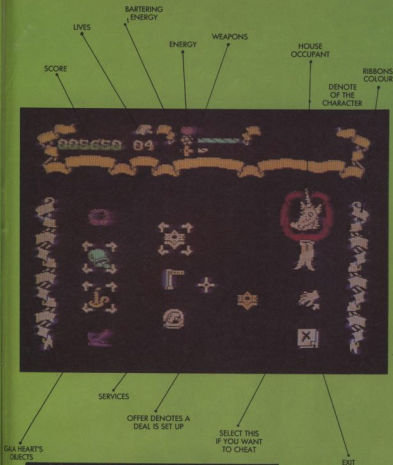 BARTERING
ENERGY
LIVES
WEAPONS
ENERGY
HOUSE
OCCUPANT
SCORE
RIBBONS
COLOUR
DENOTE
OF THE
CHARACTER
005650 04
X
SERVICES
OFFER DENOTES A
DEAL IS SET UP
SELECT THIS
IF YOU WANT
TO CHEAT
HEART'S
EXIT